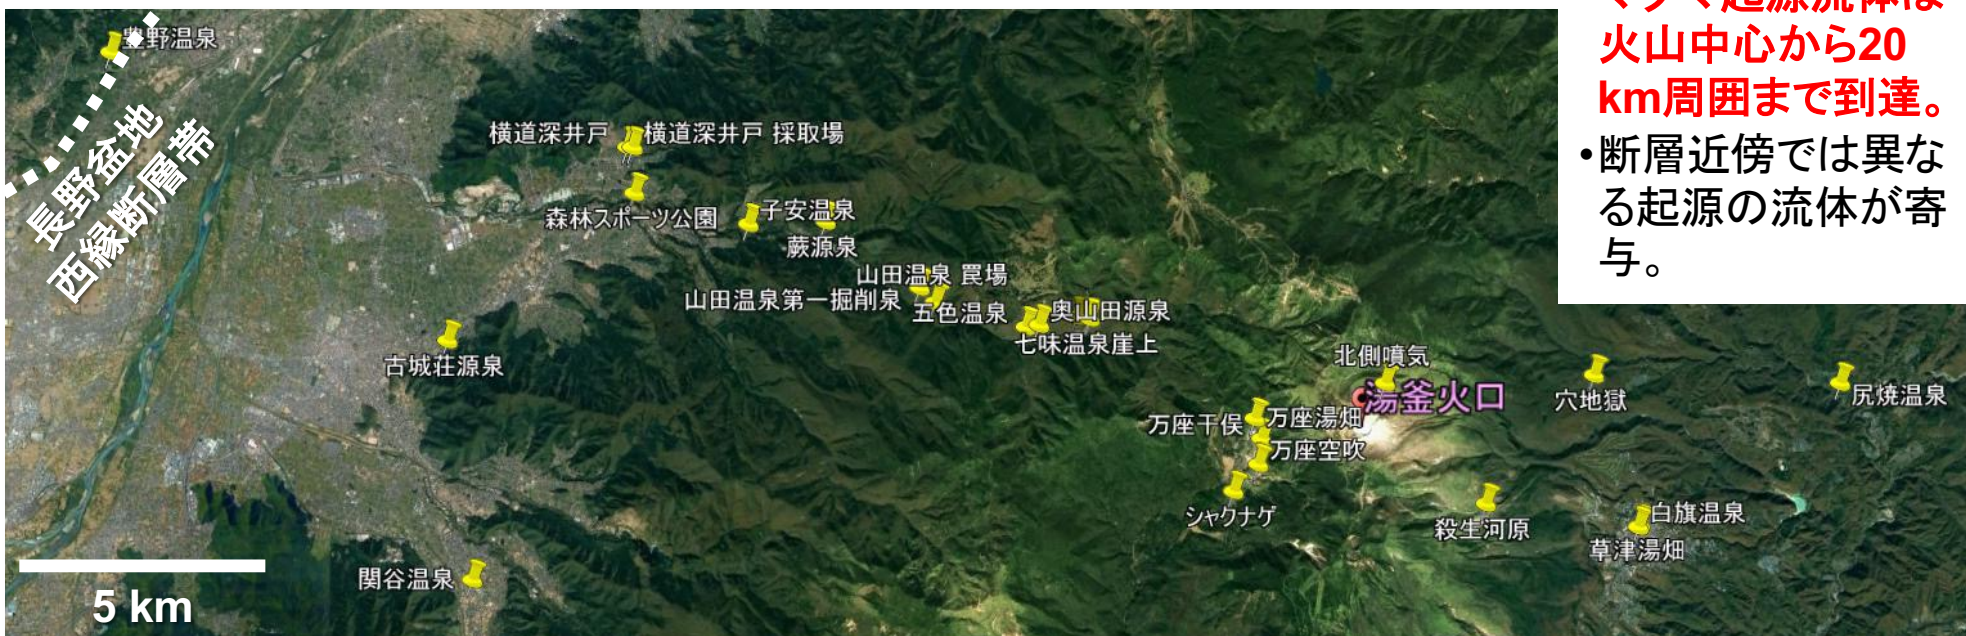 豊野温泉
長野盆地
西縁断層帯
横道深井戸
横道深井戸 採取場
森林スポーツ公園
子安温泉
蕨源泉
山田温泉 罠場
山田温泉第一掘削泉
五色温泉
奥山田源泉
七味温泉崖上
古城荘源泉
北側噴気
湯釜火口
穴地獄
尻焼温泉
万座干俣
万座湯畑
万座空吹
シャクナゲ
殺生河原
白旗温泉
草津湯畑
関谷温泉
5 km
マグマ起源流体は
火山中心から20
km周囲まで到達。
•断層近傍では異な
る起源の流体が寄
与。